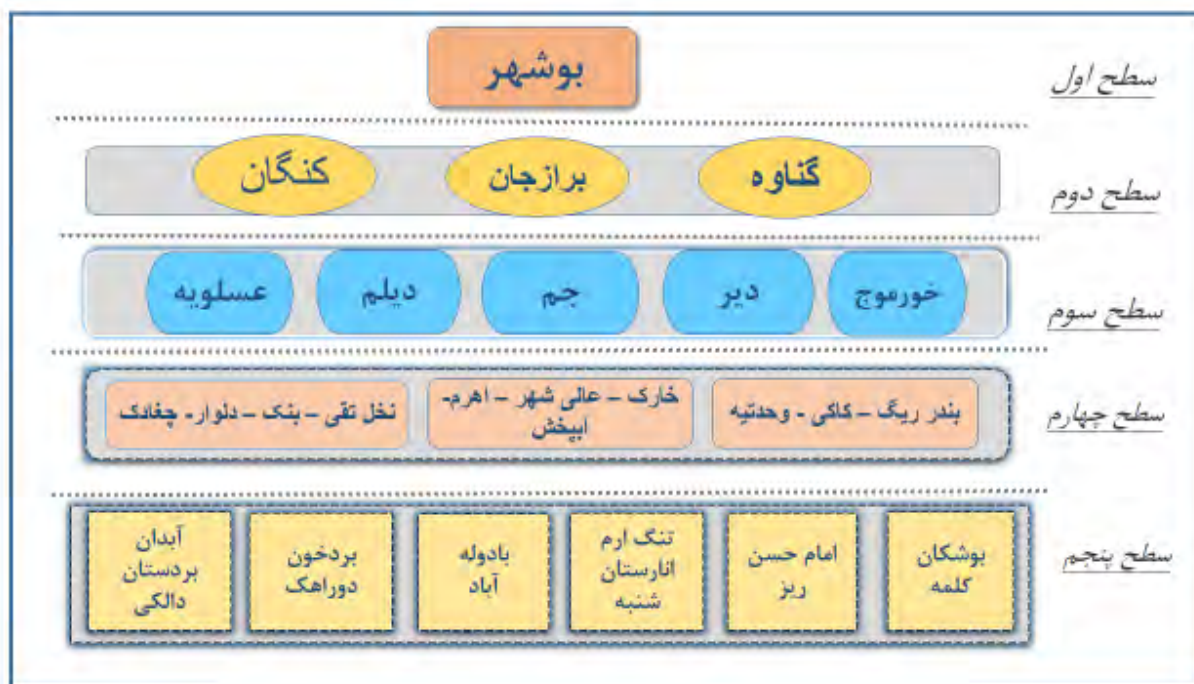 سطح اول
بوشهر
سطح دوم
گناوه
برازجان
کنگان
سطح سوم
خورموج
دیر
جم
دیلم
عسلویه
سطح چهارم
بندر ریگ – کاکی - وحدتیه
خارک – عالی شهر – اهرم-
ابپخش
نخل تقی – بنک – دلوار- چغادک
سطح پنجم
بوشکان
کلمه
امام حسن
ریز
تنگ ارم
انارستان
شنبه
بادوله
آباد
بردخون
دوراهک
آبدان
بردستان
دالکی